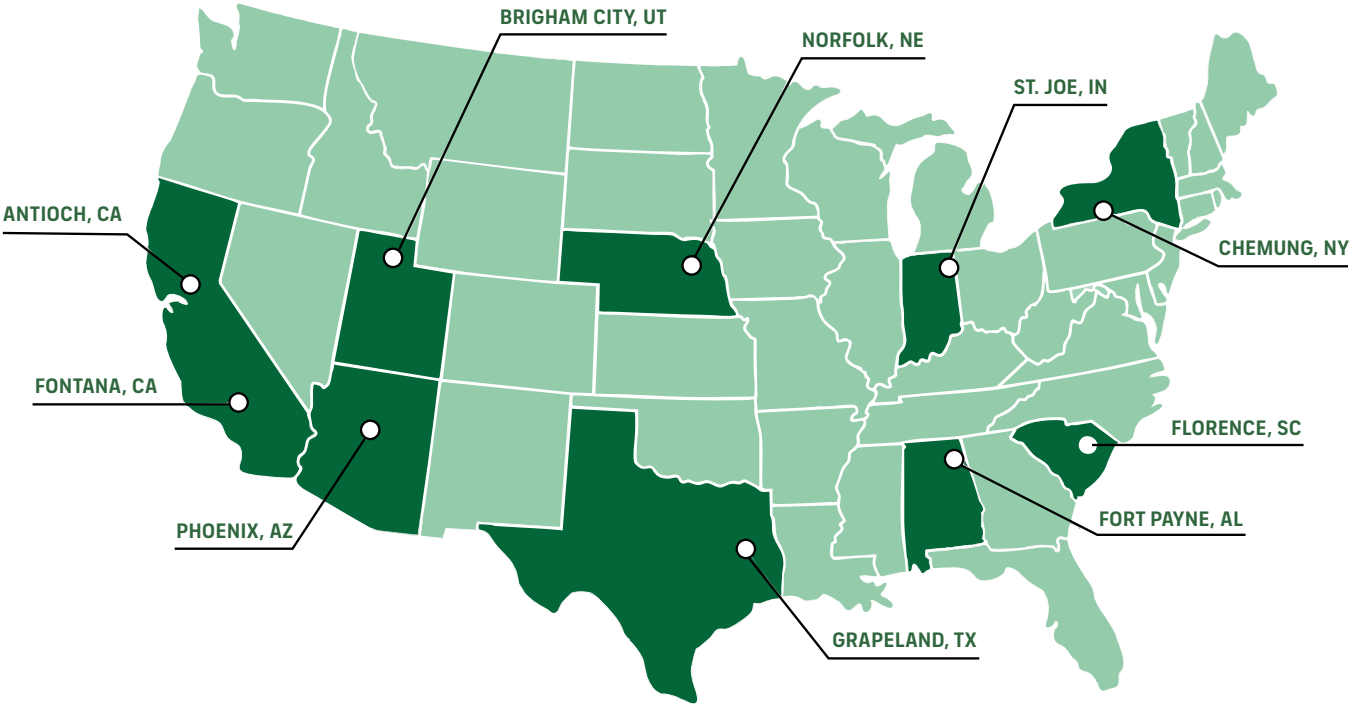 BRIGHAM CITY, UT
NORFOLK, NE
ST. JOE, IN
ANTIOCH, CA
CHEMUNG, NY
FONTANA, CA
FLORENCE, SC
FORT PAYNE, AL
PHOENIX, AZ
GRAPELAND, TX